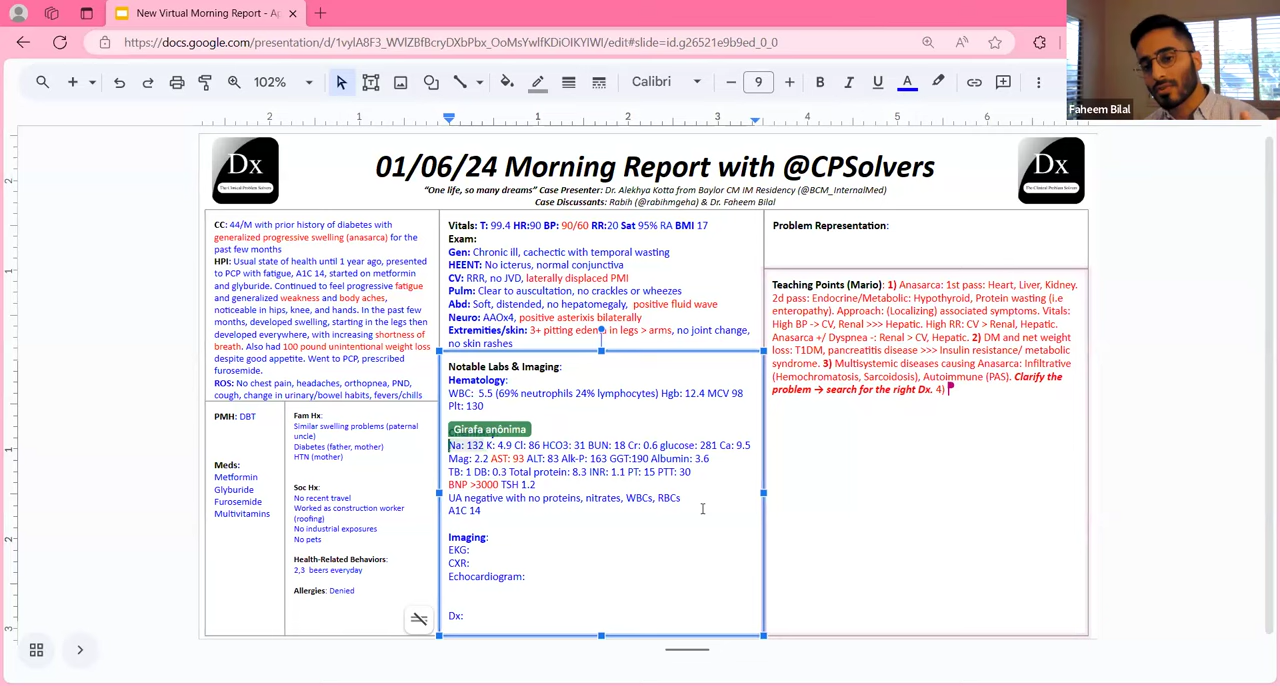 New Virtual Morning Report - Ap
https://docs.google.com/presentation/d/1vylA8F3_WVlZBfBcryDXbPbx_OoMsYwlfKDiOIKYlWI/edit#slide=id.g26521e9b9ed_0_0
102%
Calibri
9
Faheem Bilal
Dx
The Clinical Problem Solvers
01/06/24 Morning Report with @CPSolvers
"One life, so many dreams" Case Presenter: Dr. Alekhya Kotta from Baylor CM IM Residency (@BCM_InternalMed)
Case Discussants: Rabih (@rabihmgeha) & Dr. Faheem Bilal
Dx
The Clinical Problem Solvers
CC: 44/M with prior history of diabetes with
generalized progressive swelling (anasarca) for the
past few months
HPI: Usual state of health until 1 year ago, presented
to PCP with fatigue, A1C 14, started on metformin
and glyburide. Continued to feel progressive fatigue
and generalized weakness and body aches,
noticeable in hips, knee, and hands. In the past few
months, developed swelling, starting in the legs then
developed everywhere, with increasing shortness of
breath. Also had 100 pound unintentional weight loss
despite good appetite. Went to PCP, prescribed
furosemide.
ROS: No chest pain, headaches, orthopnea, PND,
cough, change in urinary/bowel habits, fevers/chills
PMH: DBT
Meds:
Metformin
Glyburide
Furosemide
Multivitamins
Fam Hx:
Similar swelling problems (paternal
uncle)
Diabetes (father, mother)
HTN (mother)
Soc Hx:
No recent travel
Worked as construction worker
(roofing)
No industrial exposures
No pets
Health-Related Behaviors:
2,3 beers everyday
Allergies: Denied
Vitals: T: 99.4 HR:90 BP: 90/60 RR:20 Sat 95% RA BMI 17
Exam:
Gen: Chronic ill, cachectic with temporal wasting
HEENT: No icterus, normal conjunctiva
CV: RRR, no JVD, laterally displaced PMI
Pulm: Clear to auscultation, no crackles or wheezes
Abd: Soft, distended, no hepatomegaly, positive fluid wave
Neuro: AAOx4, positive asterixis bilaterally
Extremities/skin: 3+ pitting edema in legs > arms, no joint change,
no skin rashes
Notable Labs & Imaging:
Hematology:
WBC: 5.5 (69% neutrophils 24% lymphocytes) Hgb: 12.4 MCV 98
Plt: 130
Girafa anônima
Na: 132 K: 4.9 Cl: 86 HCO3: 31 BUN: 18 Cr: 0.6 glucose: 281 Ca: 9.5
Mag: 2.2 AST: 93 ALT: 83 Alk-P: 163 GGT:190 Albumin: 3.6
TB: 1 DB: 0.3 Total protein: 8.3 INR: 1.1 PT: 15 PTT: 30
BNP >3000 TSH 1.2
UA negative with no proteins, nitrates, WBCs, RBCs
A1C 14
Imaging:
EKG:
CXR:
Echocardiogram:
Dx:
Problem Representation:
Teaching Points (Mario): 1) Anasarca: 1st pass: Heart, Liver, Kidney.
2d pass: Endocrine/Metabolic: Hypothyroid, Protein wasting (i.e
enteropathy). Approach: (Localizing) associated symptoms. Vitals:
High BP -> CV, Renal >>> Hepatic. High RR: CV > Renal, Hepatic.
Anasarca +/ Dyspnea -: Renal > CV, Hepatic. 2) DM and net weight
loss: T1DM, pancreatitis disease >>> Insulin resistance/ metabolic
syndrome. 3) Multisystemic diseases causing Anasarca: Infiltrative
(Hemochromatosis, Sarcoidosis), Autoimmune (PAS). Clarify the
problem → search for the right Dx. 4)